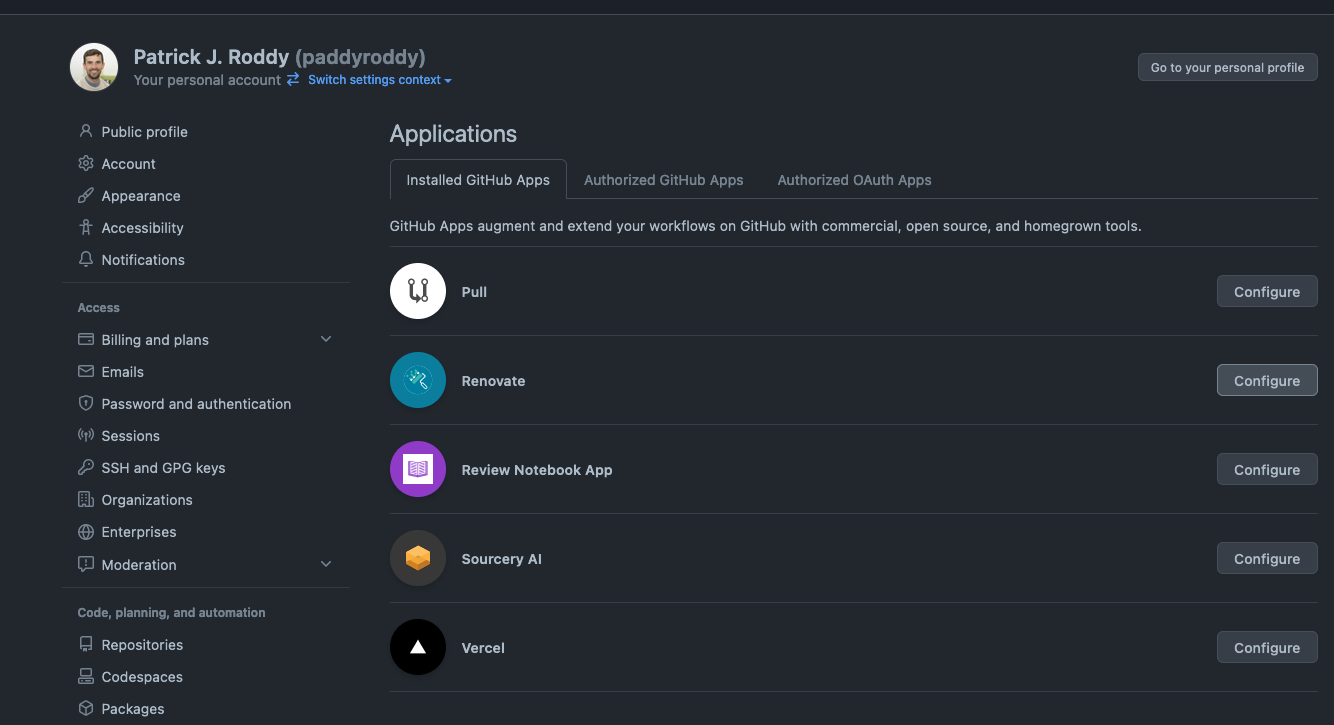 Patrick J. Roddy (paddyroddy)
Your personal account Switch settings context
Go to your personal profile
Public profile
Account
Appearance
Accessibility
Notifications
Access
Billing and plans
Emails
Password and authentication
Sessions
SSH and GPG keys
Organizations
Enterprises
Moderation
Code, planning, and automation
Repositories
Codespaces
Packages
Applications
Installed GitHub Apps Authorized GitHub Apps Authorized OAuth Apps
GitHub Apps augment and extend your workflows on GitHub with commercial, open source, and homegrown tools.
Pull Configure
Renovate Configure
Review Notebook App Configure
Sourcery AI Configure
Vercel Configure